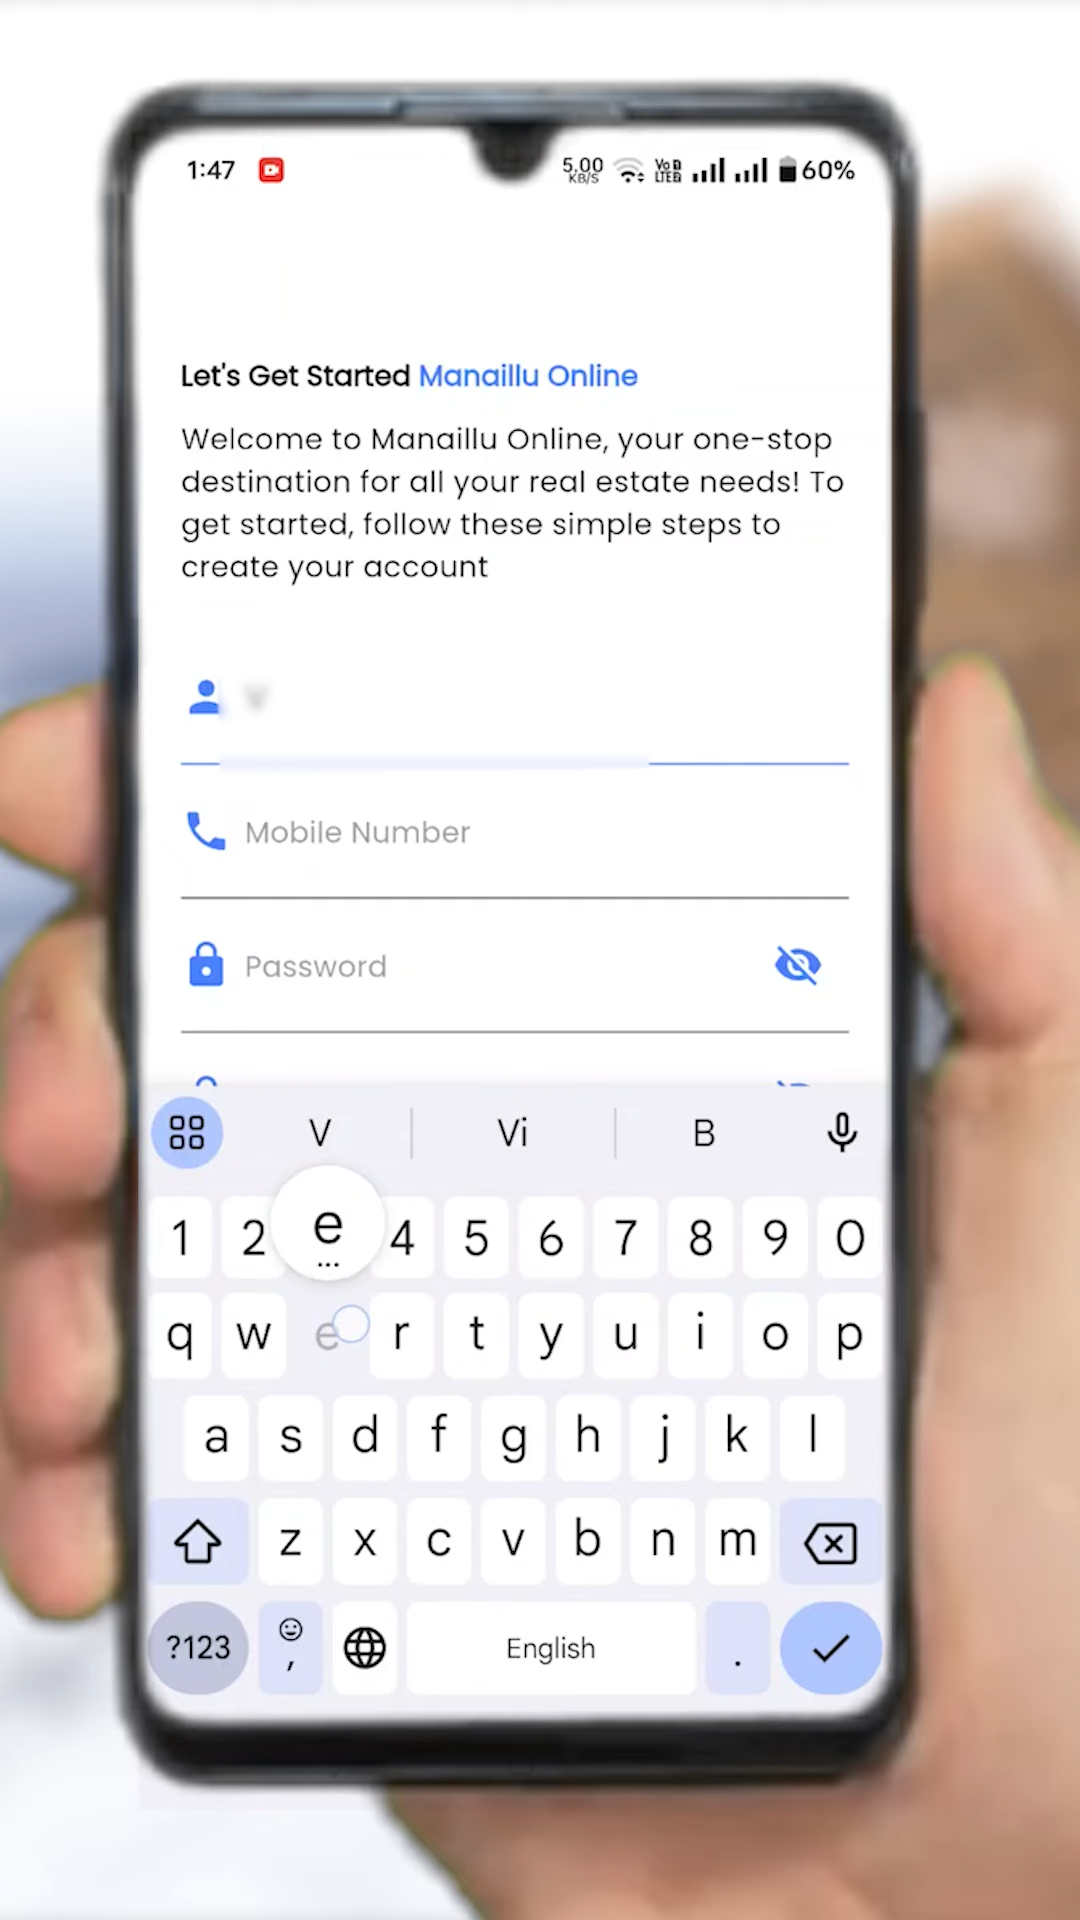 1:47 5.00 KB/S Vo LTE 60%
Let's Get Started Manaillu Online
Welcome to Manaillu Online, your one-stop
destination for all your real estate needs! To
get started, follow these simple steps to
create your account
Mobile Number
Password
V Vi B
1 2 e 4 5 6 7 8 9 0
q w e r t y u i o p
a s d f g h j k l
z x c v b n m
?123 , English .